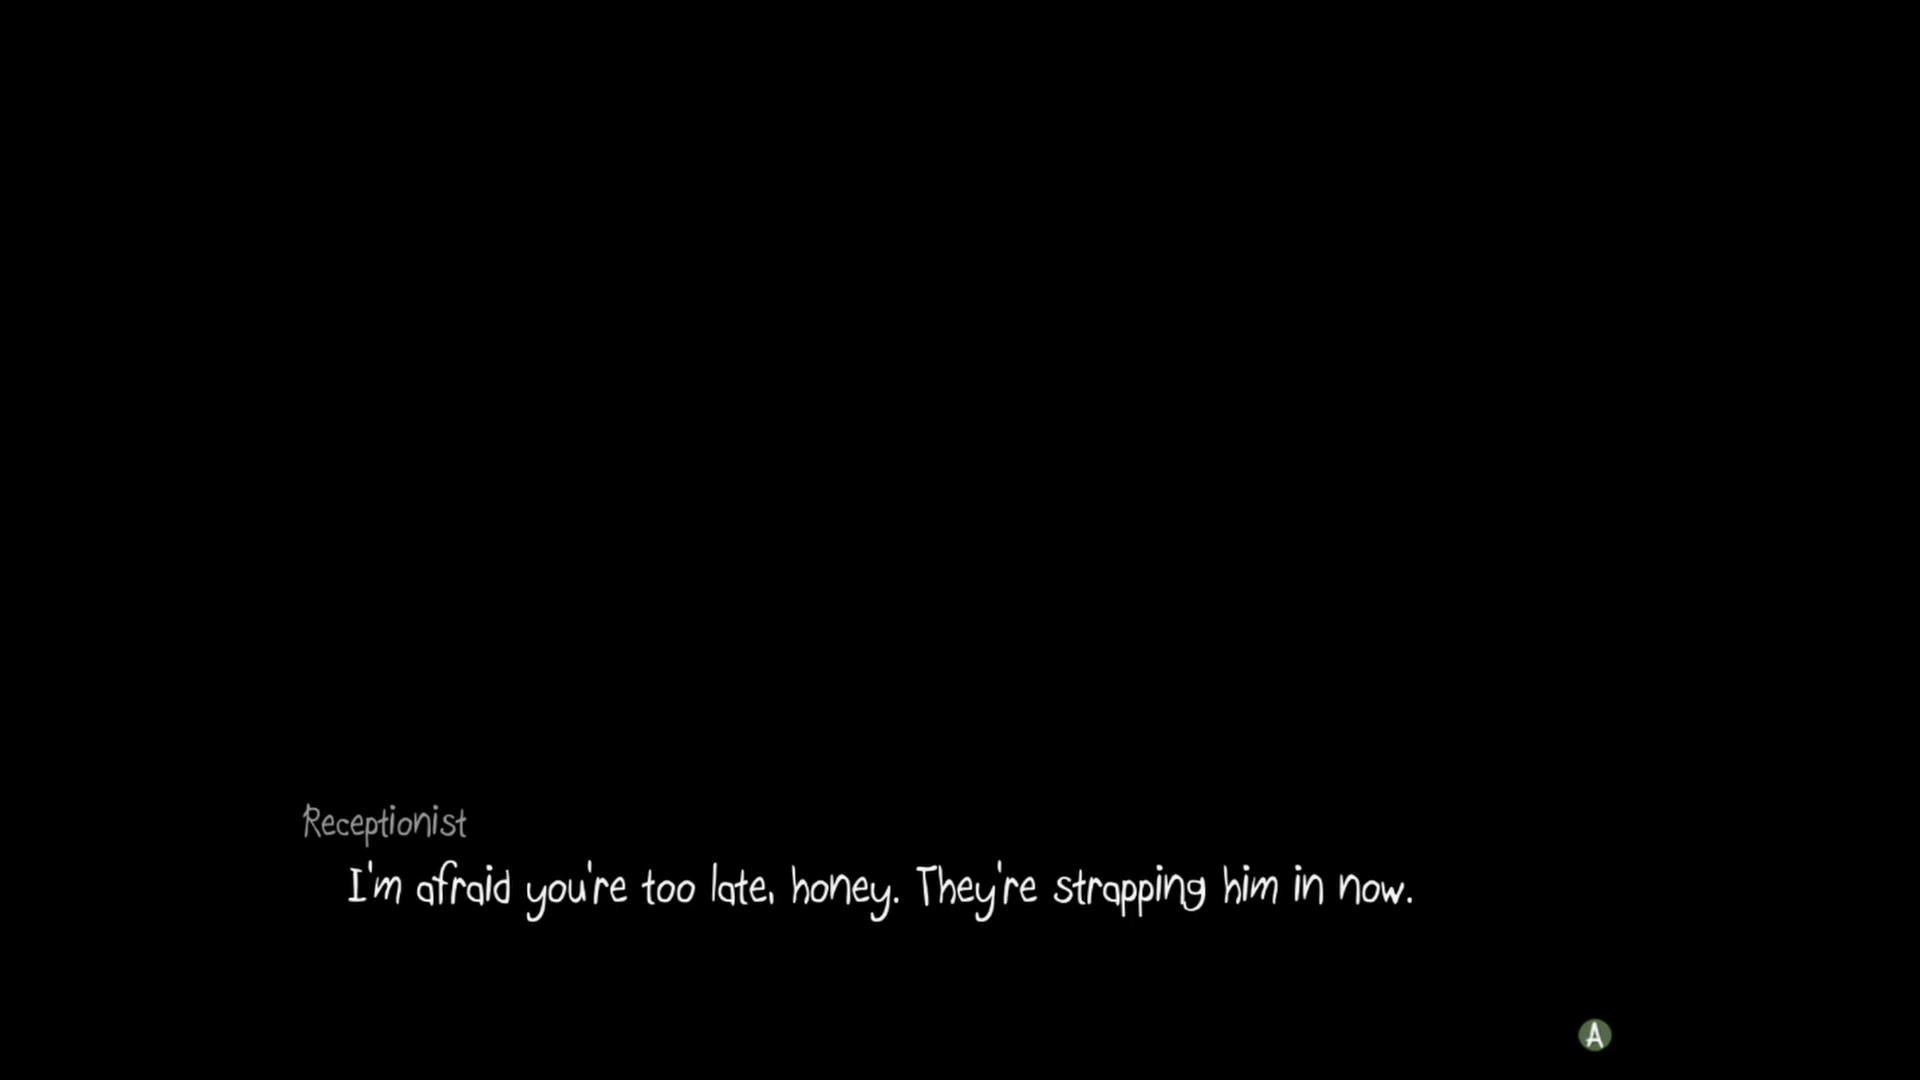 Receptionist
I'm afraid you're too late, honey. They're strapping him in now.
A